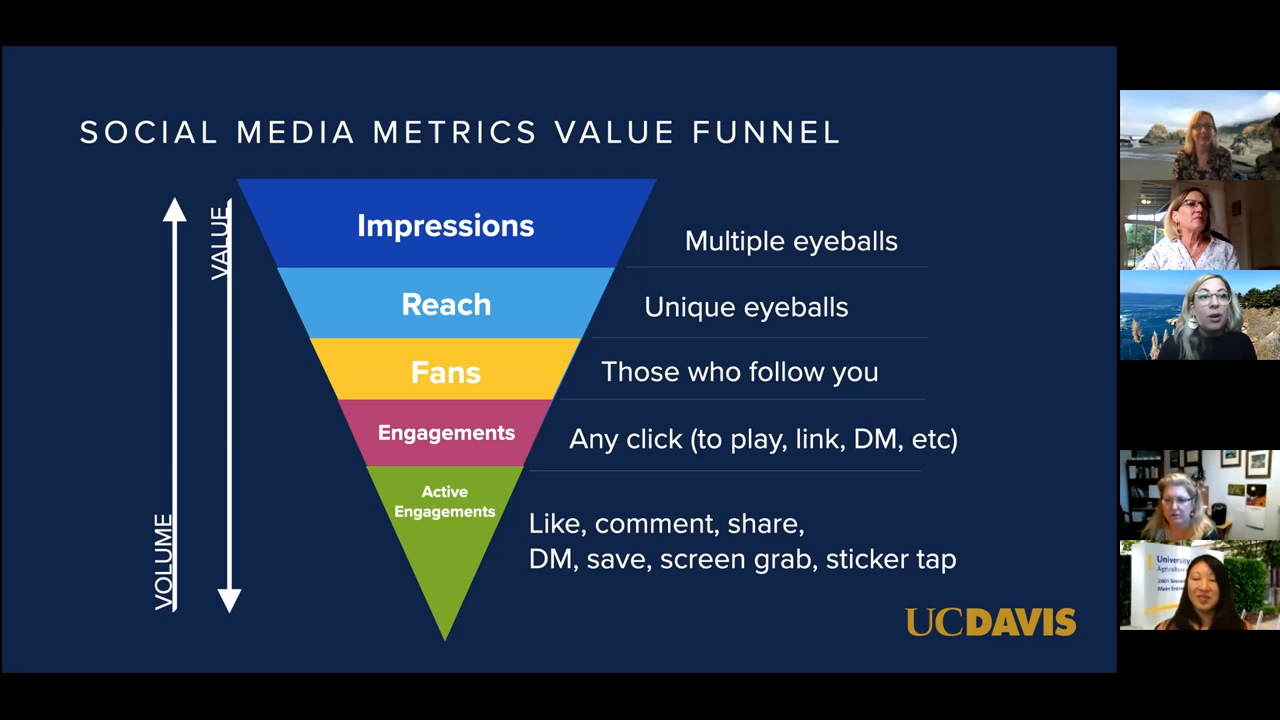 SOCIAL MEDIA METRICS VALUE FUNNEL
VALUE
VOLUME
Impressions
Multiple eyeballs
Reach
Unique eyeballs
Fans
Those who follow you
Engagements
Any click (to play, link, DM, etc)
Active
Engagements
Like, comment, share,
DM, save, screen grab, sticker tap
UCDAVIS
University